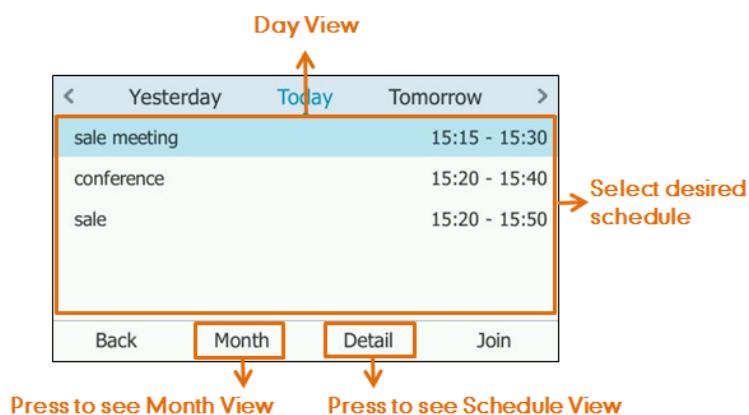 Day View
< Yesterday Today Tomorrow >
sale meeting 15:15 - 15:30
conference 15:20 - 15:40
sale 15:20 - 15:50
Select desired
schedule
Back Month Detail Join
Press to see Month View Press to see Schedule View